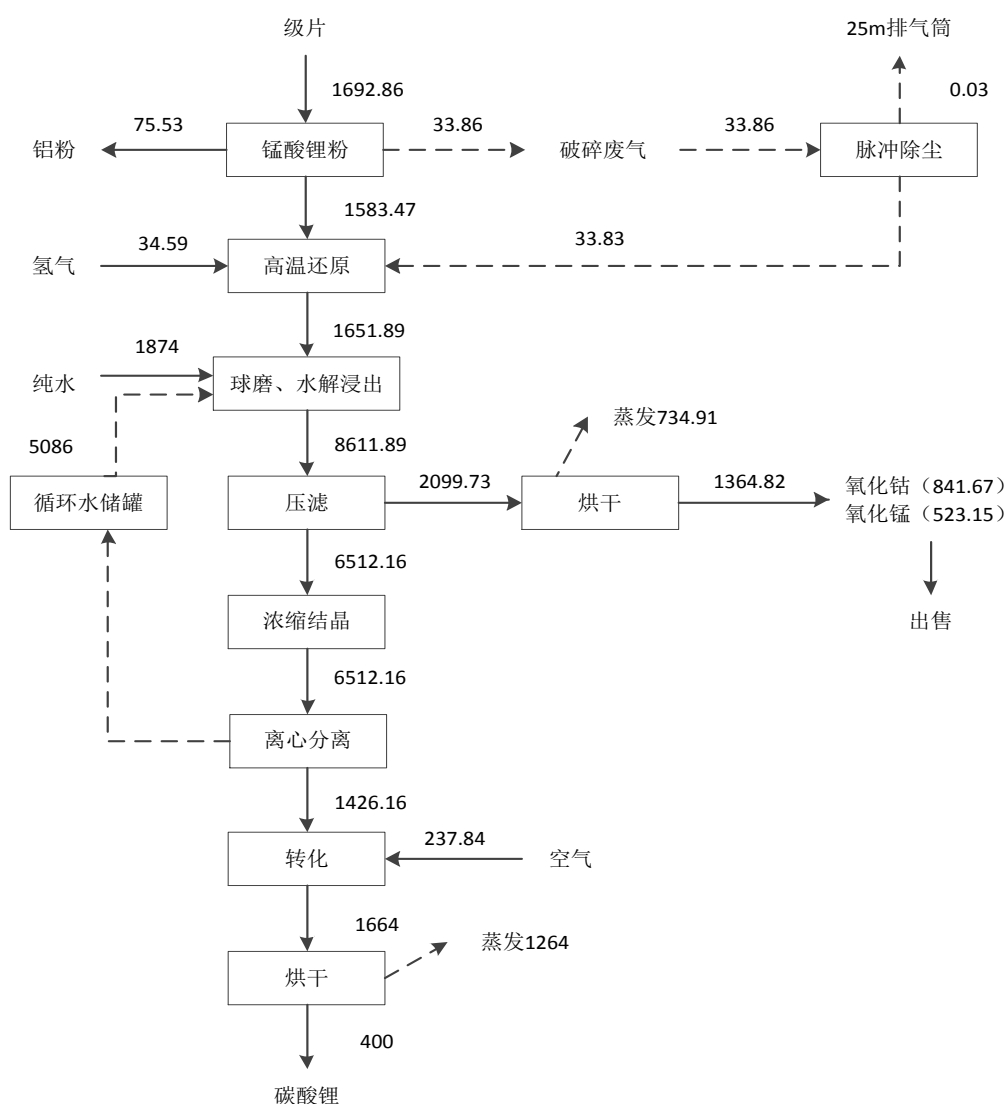 级片
25m排气筒
1692.86
0.03
75.53
33.86
33.86
铝粉
锰酸锂粉
破碎废气
脉冲除尘
1583.47
34.59
33.83
氢气
高温还原
1651.89
1874
纯水
球磨、水解浸出
蒸发734.91
5086
8611.89
2099.73
1364.82
循环水储罐
压滤
烘干
氧化钴（841.67）
氧化锰（523.15）
6512.16
浓缩结晶
出售
6512.16
离心分离
1426.16
237.84
转化
空气
1664
蒸发1264
烘干
400
碳酸锂